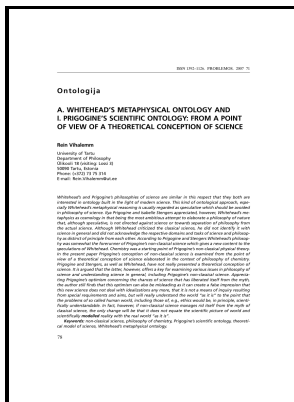 ISSN 1392-1126. PROBLEMOS. 2007 71
Ontologija
A. WHITEHEAD'S METAPHYSICAL ONTOLOGY AND
I. PRIGOGINE'S SCIENTIFIC ONTOLOGY: FROM A POINT
OF VIEW OF A THEORETICAL CONCEPTION OF SCIENCE
Rein Vihalemm
University of Tartu
Department of Philosophy
Ülikooli 18 (visiting: Lossi 3)
50090 Tartu, Estonia
Phone: (+372) 73 75 314
E-mail: Rein.Vihalemm@ut.ee
Whitehead's and Prigogine's philosophies of science are similar in this respect that they both are
interested in ontology built in the light of modern science. This kind of ontological approach, espe-
cially Whitehead's metaphysical reasoning is usually regarded as speculative which should be avoided
in philosophy of science. Ilya Prigogine and Isabelle Stengers appreciated, however, Whitehead's me-
taphysics as cosmology in that being the most ambitious attempt to elaborate a philosophy of nature
that, although speculative, is not directed against science or towards separation of philosophy from
the actual science. Although Whitehead criticized the classical science, he did not identify it with
science in general and did not acknowledge the respective domains and tasks of science and philosop-
hy as distinct of principle from each other. According to Prigogine and Stengers Whitehead's philosop-
hy was somewhat the forerunner of Prigogine's non-classical science which gives a new content to the
speculations of Whitehead. It was a starting point of Prigogine's non-classical physical theory.
In the present paper Prigogine's conception of non-classical science is examined from the point of
view of a theoretical conception of science endorsed in the context of philosophy of chemistry.
Prigogine and Stengers, as well as Whitehead, have not really presented a theoretical conception of
science. It is argued that the latter, however, offers a key for examining various issues in philosophy of
science and understanding science in general, including Prigogine's non-classical science. Apprecia-
ting Prigogine's optimism concerning the chances of science that has liberated itself from the myth,
the author still finds that this optimism can also be misleading as it can create a false impression that
this new science does not deal with idealizations any more, that it is not a means of inquiry resulting
from special requirements and aims, but will really understand the world "as it is" to the point that
the problems of so called human world, including those of, e.g., ethics would be, in principle, scienti-
fically understandable. In fact, however, if non-classical science manages to rid itself from the myth of
classical science, the only change will be that it does not equate the scientific picture of world and
scientifically modelled reality with the real world "as it is".
Keywords: non-classical science, philosophy of chemistry, Prigogine's scientific ontology, theoreti-
cal model of science, Whitehead's metaphysical ontology.